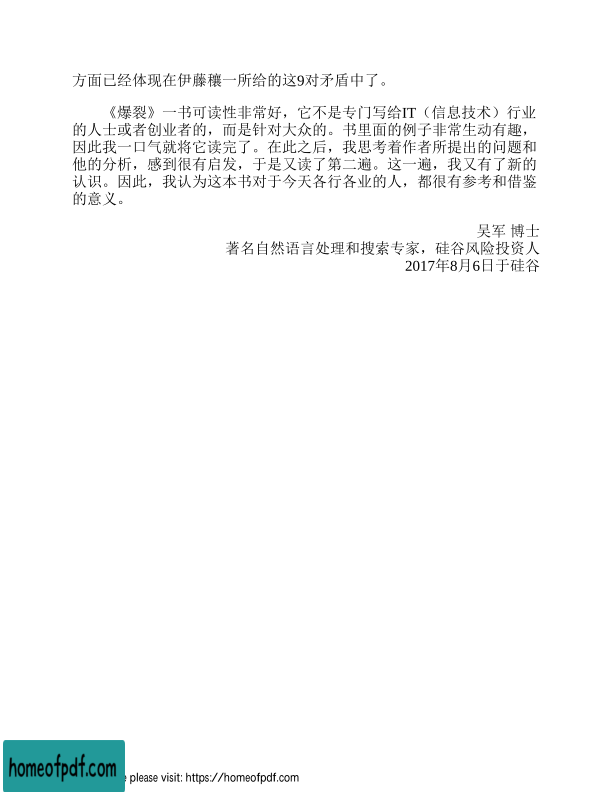 方面已经体现在伊藤穰一所给的这9对矛盾中了。
《爆裂》一书可读性非常好，它不是专门写给IT（信息技术）行业
的人士或者创业者的，而是针对大众的。书里面的例子非常生动有趣，
因此我一口气就将它读完了。在此之后，我思考着作者所提出的问题和
他的分析，感到很有启发，于是又读了第二遍。这一遍，我又有了新的
认识。因此，我认为这本书对于今天各行各业的人，都很有参考和借鉴
的意义。
吴军 博士
著名自然语言处理和搜索专家，硅谷风险投资人
2017年8月6日于硅谷
homeofpdf.com
e please visit: https://homeofpdf.com